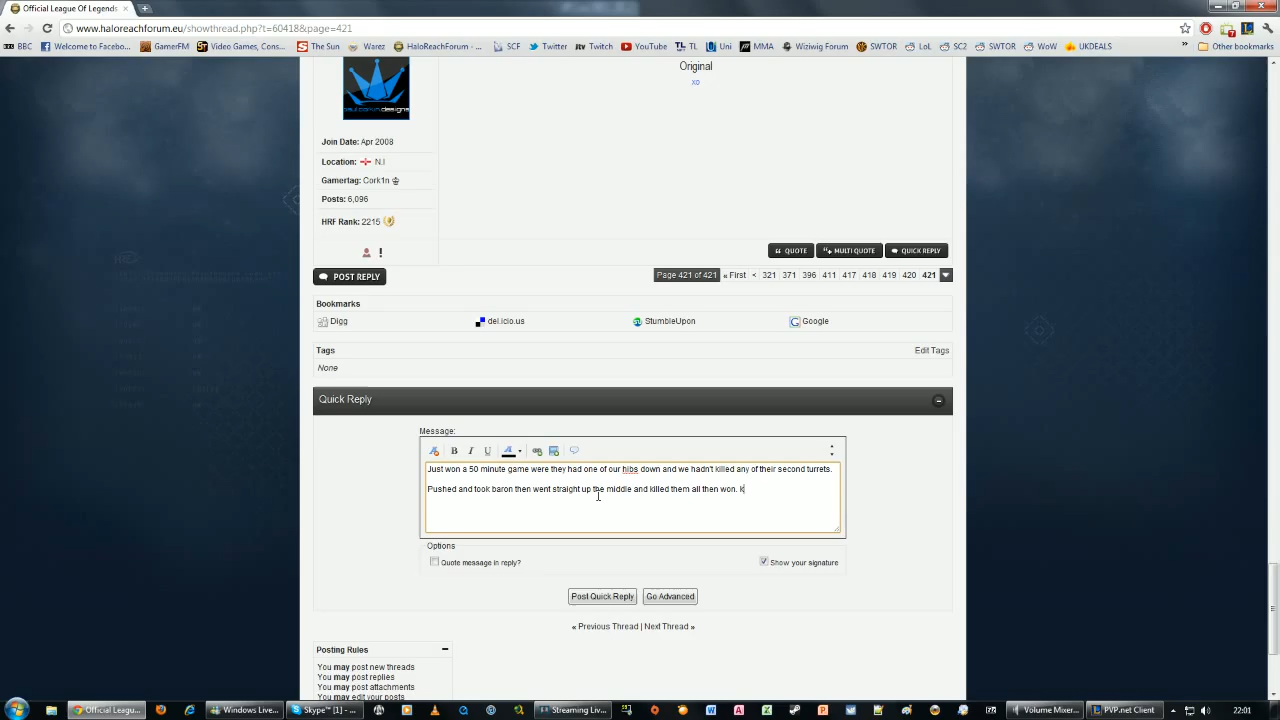 Official League Of Legends
www.haloreachforum.eu/showthread.php?t=60418&page=421
BBC
Welcome to Facebo...
GamerFM
Video Games, Cons...
The Sun
Warez
HaloReachForum - ...
SCF
Twitter
Twitch
YouTube
TL
Uni
MMA
Wiziwig Forum
SWTOR
LoL
SC2
SWTOR
WoW
UKDEALS
Other bookmarks
Original
xo
Join Date: Apr 2008
Location: N.I
Gamertag: Cork1n
Posts: 6,096
HRF Rank: 2215
QUOTE
MULTI QUOTE
QUICK REPLY
POST REPLY
Page 421 of 421
« First < 321 371 396 411 417 418 419 420 421
Bookmarks
Digg
del.icio.us
StumbleUpon
Google
Tags
Edit Tags
None
Quick Reply
Message:
B I U A
Just won a 50 minute game were they had one of our hibs down and we hadn't killed any of their second turrets.
Pushed and took baron then went straight up the middle and killed them all then won.
Options
Quote message in reply?
Show your signature
Post Quick Reply
Go Advanced
« Previous Thread | Next Thread »
Posting Rules
You may post new threads
You may post replies
You may post attachments
You may edit your posts
Official Leagu...
Windows Live...
Skype™ [1] - ...
Streaming Liv...
Volume Mixer...
PVP.net Client
22:01